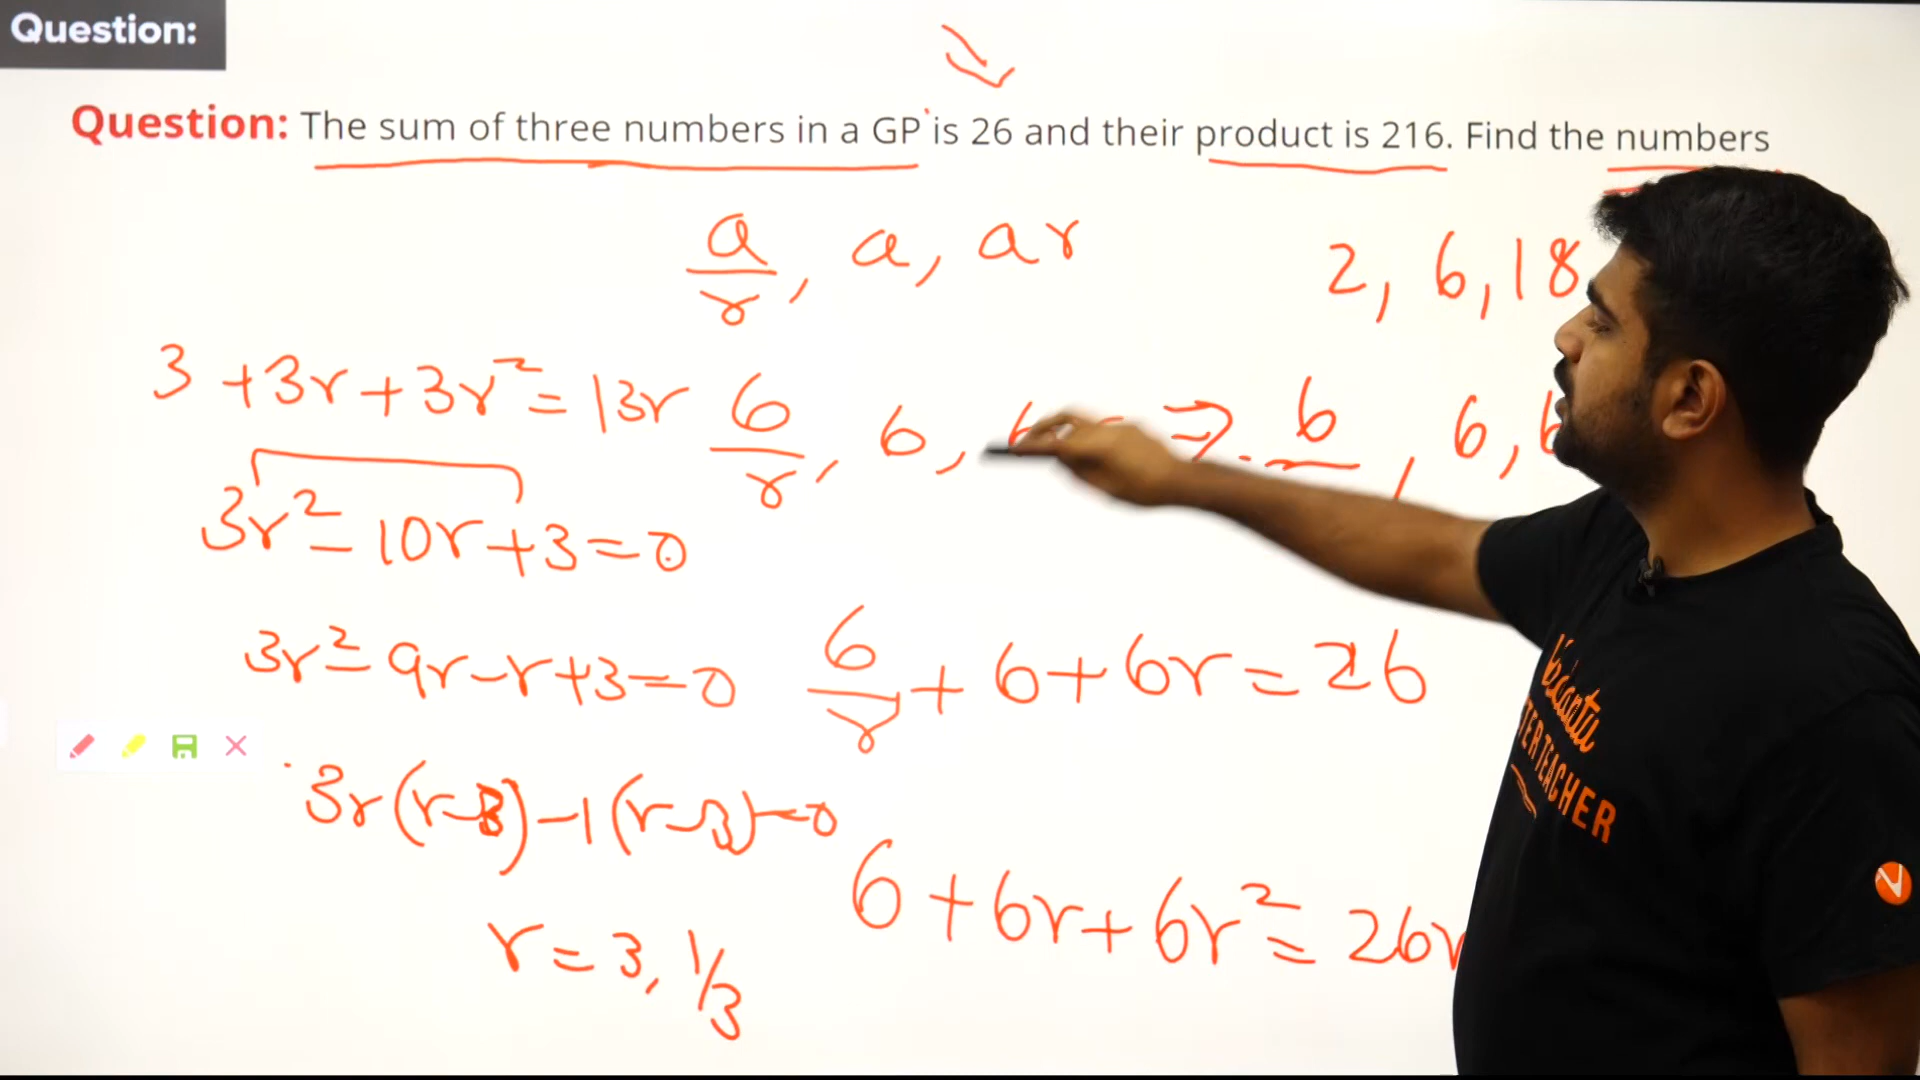 Question:
Question: The sum of three numbers in a GP is 26 and their product is 216. Find the numbers
a/r, a, ar
2, 6, 18
3 + 3r + 3r² = 13r
6/r, 6,
⇒ 6
, 6, 6
3r² - 10r + 3 = 0
3r² - 9r - r + 3 = 0
6/r + 6 + 6r = 26
3r(r-3) - 1(r-3) = 0
6 + 6r + 6r² = 26r
r = 3, 1/3
Vedantu
TERTEACHER